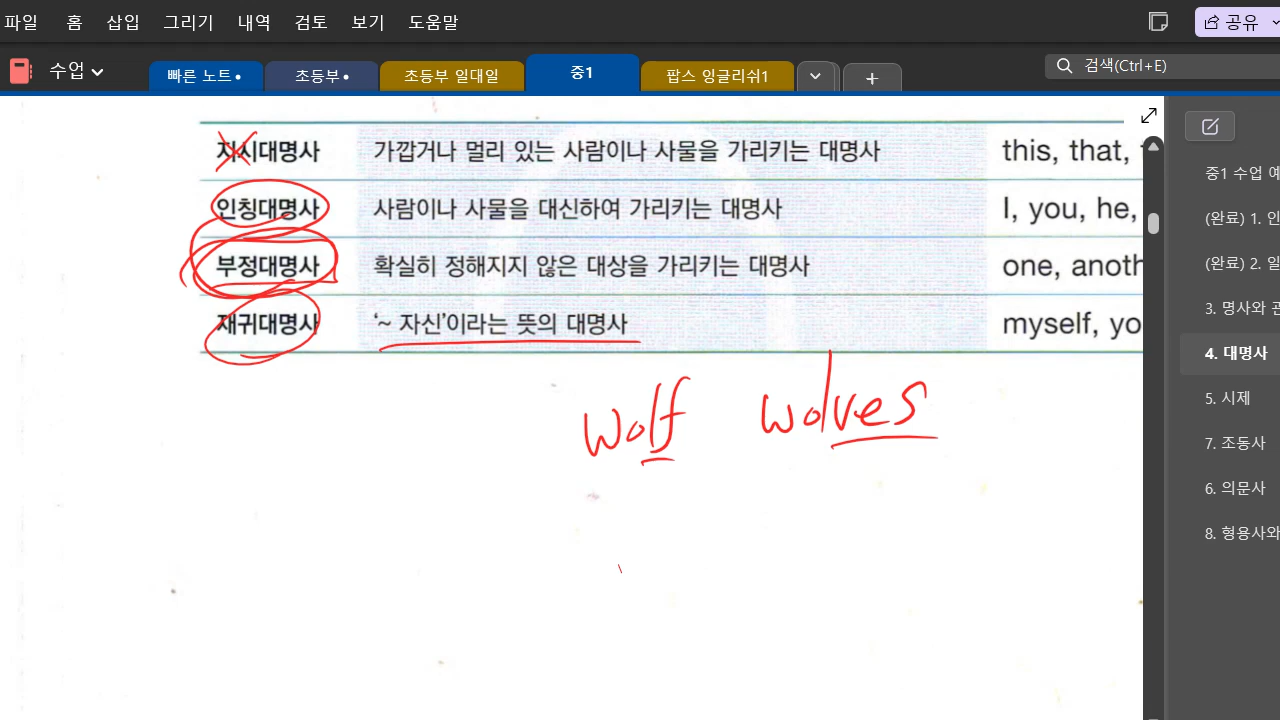 파일 홈 삽입 그리기 내역 검토 보기 도움말 공유
수업 빠른 노트 초등부 초등부 일대일 중1 팝스 잉글리쉬1 + 검색(Ctrl+E)
지시대명사 가깝거나 멀리 있는 사람이나 사물을 가리키는 대명사 this, that,
인칭대명사 사람이나 사물을 대신하여 가리키는 대명사 I, you, he,
부정대명사 확실히 정해지지 않은 대상을 가리키는 대명사 one, anoth
재귀대명사 '~ 자신'이라는 뜻의 대명사 myself, yo
wolf wolves
중1 수업 예
(완료) 1. 인
(완료) 2. 일
3. 명사와 관
4. 대명사
5. 시제
7. 조동사
6. 의문사
8. 형용사와